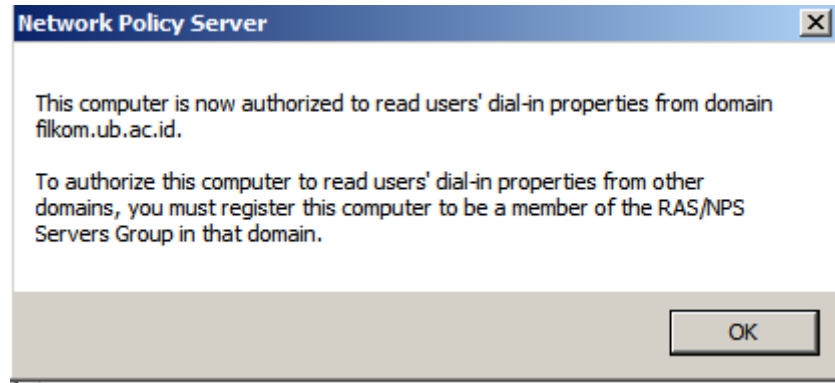 Network Policy Server
This computer is now authorized to read users' dial-in properties from domain
filkom.ub.ac.id.
To authorize this computer to read users' dial-in properties from other
domains, you must register this computer to be a member of the RAS/NPS
Servers Group in that domain.
OK